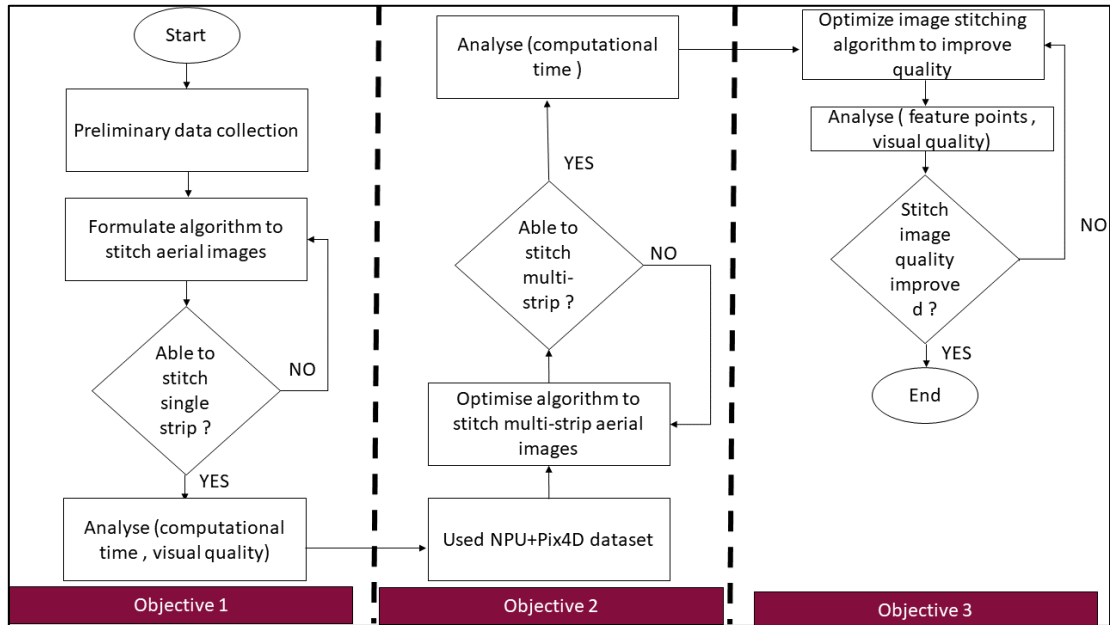 Start
Preliminary data collection
Formulate algorithm to
stitch aerial images
Able to
stitch
single
strip ?
NO
YES
Analyse (computational
time , visual quality)
Objective 1
Analyse (computational
time )
YES
Able to
stitch
multi-
strip ?
NO
Optimise algorithm to
stitch multi-strip aerial
images
Used NPU+Pix4D dataset
Objective 2
Optimize image stitching
algorithm to improve
quality
Analyse ( feature points ,
visual quality)
Stitch
image
quality
improve
d ?
NO
YES
End
Objective 3